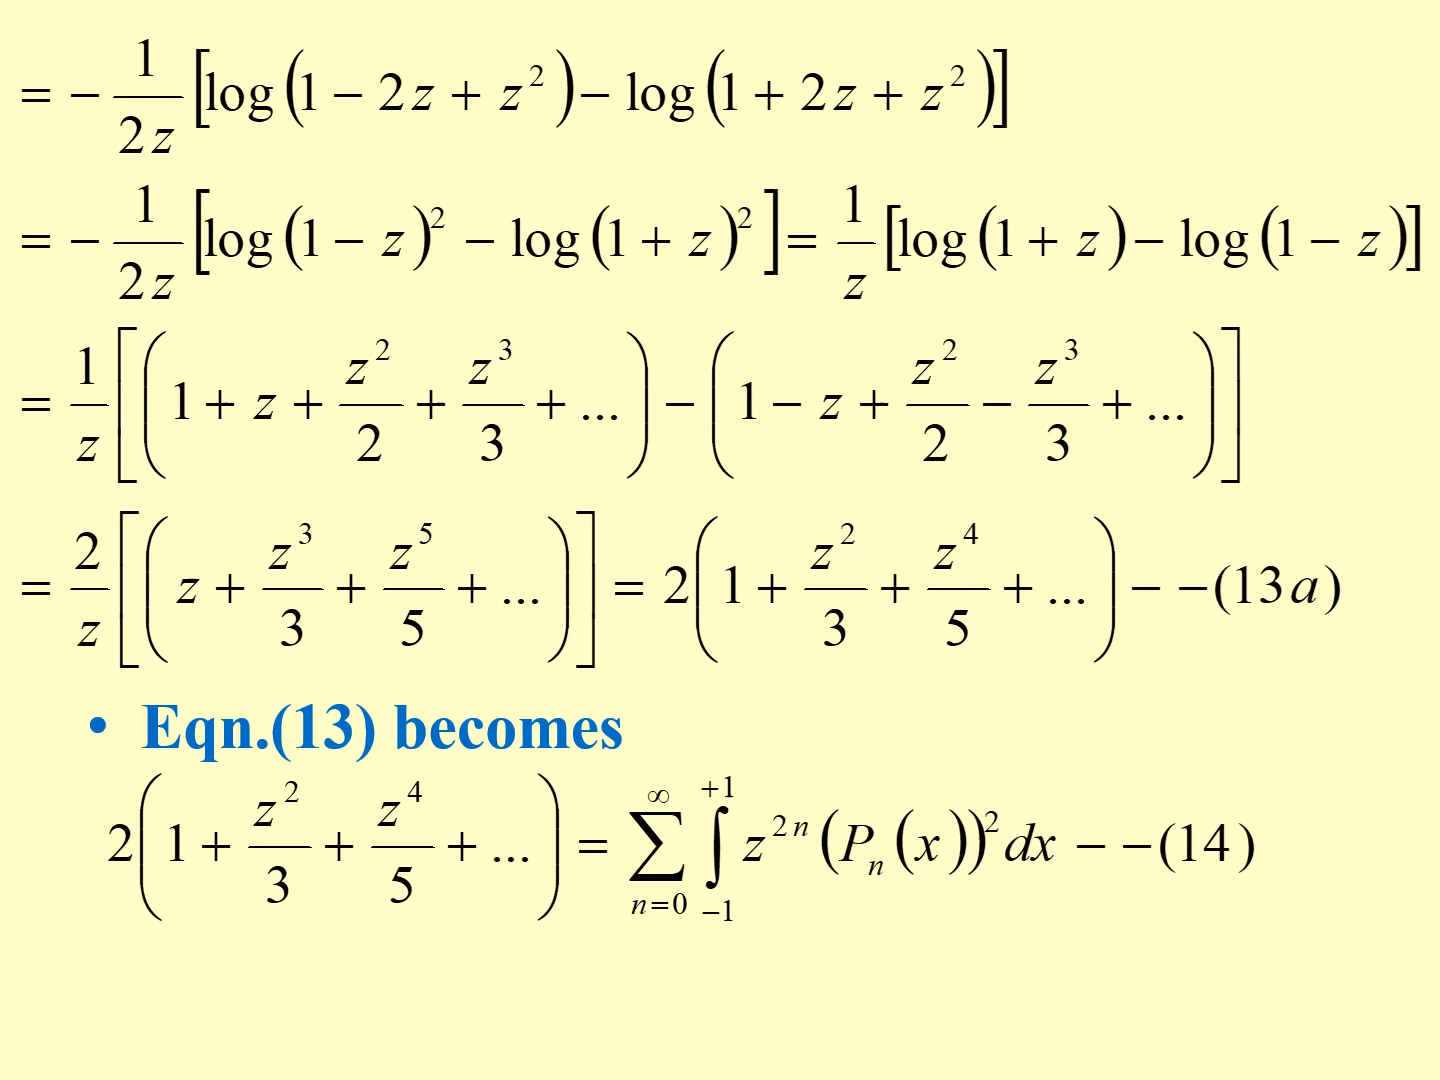 = − 1/2z [log(1 − 2z + z²) − log(1 + 2z + z²)]
= − 1/2z [log(1 − z)² − log(1 + z)²] = 1/z [log(1 + z) − log(1 − z)]
= 1/z [(1 + z + z²/2 + z³/3 + ...) − (1 − z + z²/2 − z³/3 + ...)]
= 2/z [(z + z³/3 + z⁵/5 + ...)] = 2(1 + z²/3 + z⁴/5 + ...) − −(13a)
• Eqn.(13) becomes
2(1 + z²/3 + z⁴/5 + ...) = ∑_{n=0}^{∞} ∫_{−1}^{+1} z^{2n} (P_n(x))² dx − −(14)